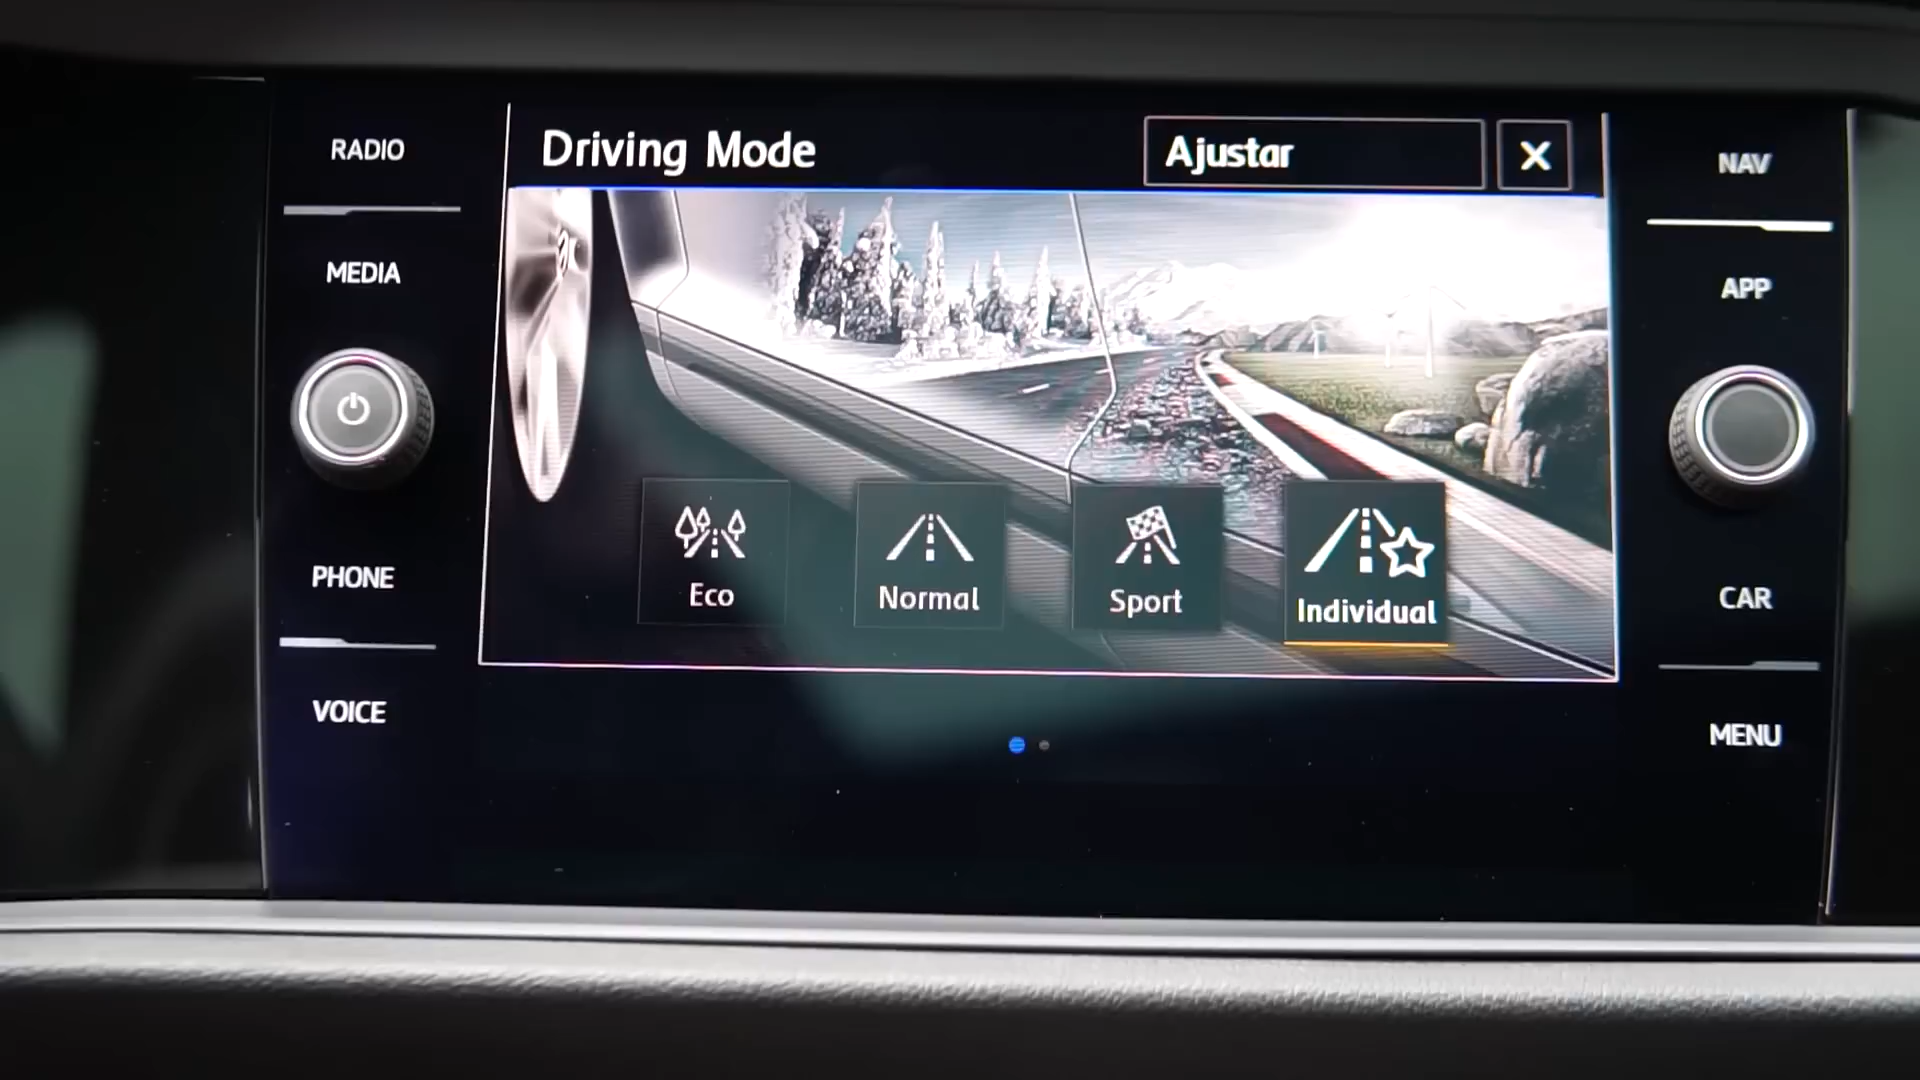 RADIO
MEDIA
PHONE
VOICE
Driving Mode
Ajustar
Eco
Normal
Sport
Individual
NAV
APP
CAR
MENU